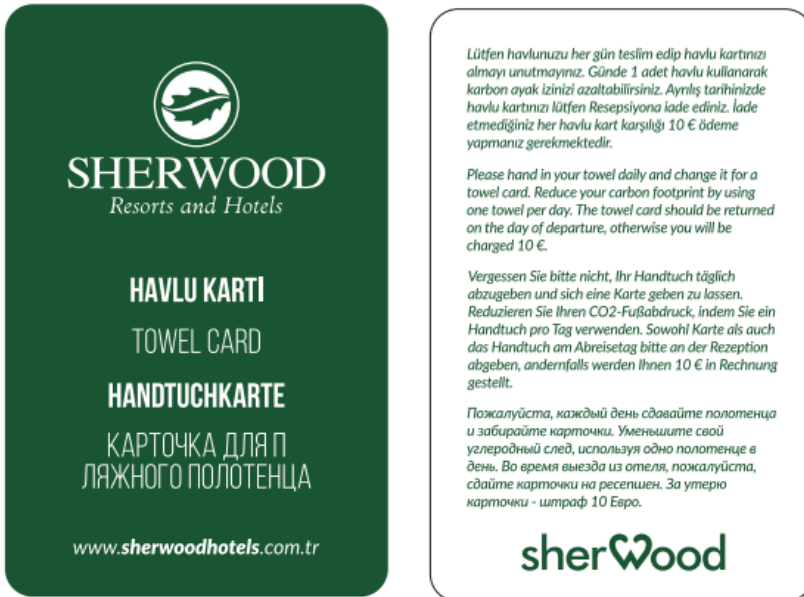 SHERWOOD
Resorts and Hotels
HAVLU KARTİ
TOWEL CARD
HANDTUCHKARTE
КАРТОЧКА ДЛЯ П
ЛЯЖНОГО ПОЛОТЕНЦА
www.sherwoodhotels.com.tr
Lütfen havlunuzu her gün teslim edip havlu kartınızı
almayı unutmayınız. Günde 1 adet havlu kullanarak
karbon ayak izinizi azaltabilirsiniz. Ayrılış tarihinizde
havlu kartınızı lütfen Resepsiyona iade ediniz. İade
etmediğiniz her havlu kart karşılığı 10 € ödeme
yapmanız gerekmektedir.
Please hand in your towel daily and change it for a
towel card. Reduce your carbon footprint by using
one towel per day. The towel card should be returned
on the day of departure, otherwise you will be
charged 10 €.
Vergessen Sie bitte nicht, Ihr Handtuch täglich
abzugeben und sich eine Karte geben zu lassen.
Reduzieren Sie Ihren CO2-Fußabdruck, indem Sie ein
Handtuch pro Tag verwenden. Sowohl Karte als auch
das Handtuch am Abreisetag bitte an der Rezeption
abgeben, andernfalls werden Ihnen 10 € in Rechnung
gestellt.
Пожалуйста, каждый день сдавайте полотенца
и забирайте карточки. Уменьшите свой
углеродный след, используя одно полотенце в
день. Во время выезда из отеля, пожалуйста,
сдайте карточки на ресепшен. За утерю
карточки - штраф 10 Евро.
sherWood